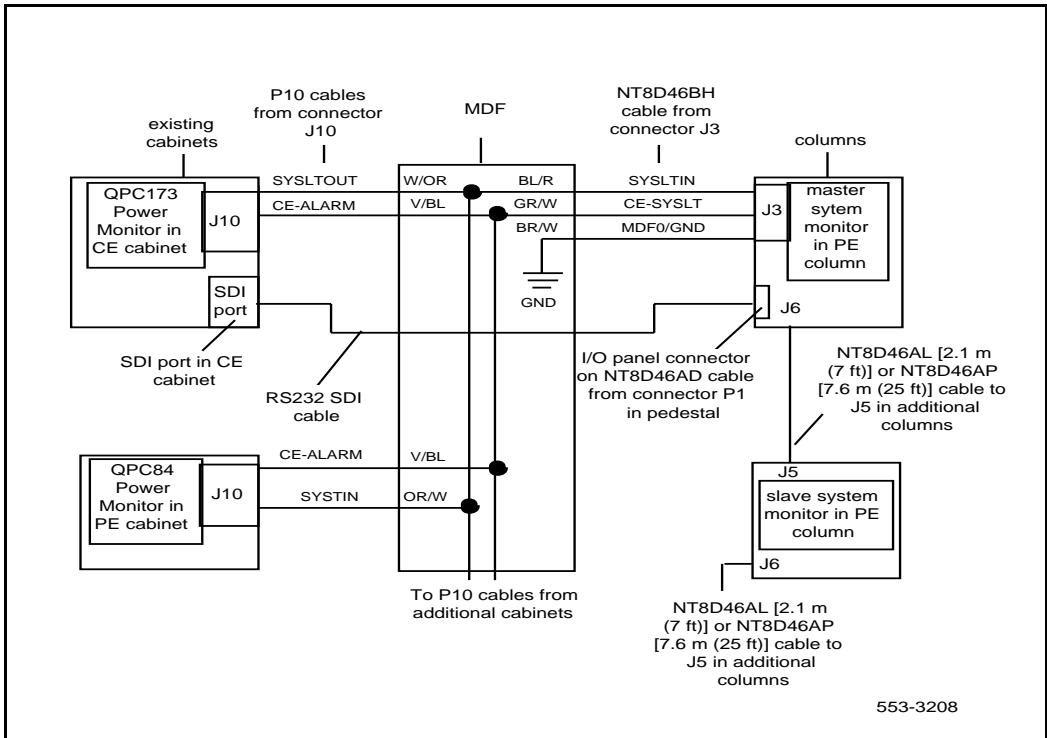 P10 cables
from connector
J10
MDF
NT8D46BH
cable from
connector J3
existing
cabinets
columns
SYSLTOUT
W/OR
BL/R
SYSLTIN
QPC173
Power
Monitor in
CE cabinet
J10
CE-ALARM
V/BL
GR/W
CE-SYSLT
J3
master
sytem
monitor
in PE
column
BR/W
MDF0/GND
GND
SDI
port
J6
SDI port in CE
cabinet
RS232 SDI
cable
I/O panel connector
on NT8D46AD cable
from connector P1
in pedestal
NT8D46AL [2.1 m
(7 ft)] or NT8D46AP
[7.6 m (25 ft)] cable to
J5 in additional
columns
CE-ALARM
V/BL
QPC84
Power
Monitor in
PE cabinet
J10
SYSTIN
OR/W
J5
slave system
monitor in PE
column
J6
To P10 cables from
additional cabinets
NT8D46AL [2.1 m
(7 ft)] or NT8D46AP
[7.6 m (25 ft)] cable to
J5 in additional
columns
553-3208